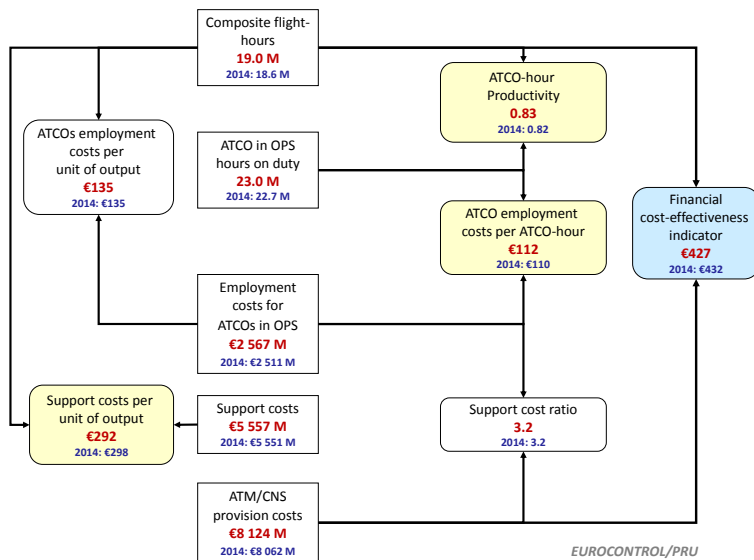 Composite flight-
hours
19.0 M
2014: 18.6 M
ATCO-hour
Productivity
0.83
2014: 0.82
ATCOs employment
costs per
unit of output
€135
2014: €135
ATCO in OPS
hours on duty
23.0 M
2014: 22.7 M
ATCO employment
costs per ATCO-hour
€112
2014: €110
Financial
cost-effectiveness
indicator
€427
2014: €432
Employment
costs for
ATCOs in OPS
€2 567 M
2014: €2 511 M
Support costs per
unit of output
€292
2014: €298
Support costs
€5 557 M
2014: €5 551 M
Support cost ratio
3.2
2014: 3.2
ATM/CNS
provision costs
€8 124 M
2014: €8 062 M
EUROCONTROL/PRU